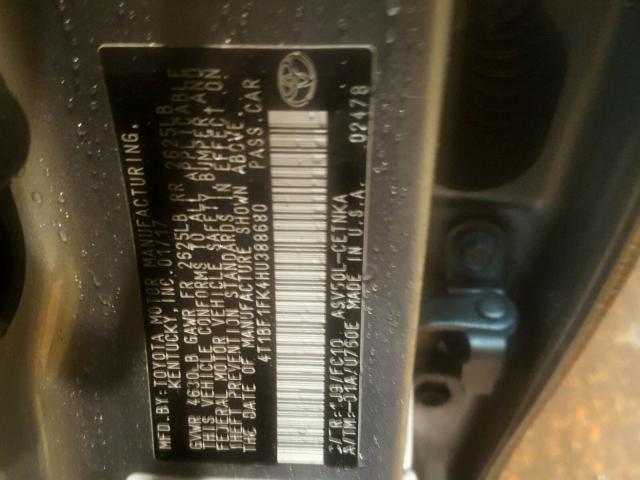 MFD. BY: TOYOTA MOTOR MANUFACTURING,
KENTUCKY, INC. 01/17
GVWR 4630LB GAWR FR 2625LB RR 2625LB
THIS VEHICLE CONFORMS TO ALL APPLICABLE
FEDERAL MOTOR VEHICLE SAFETY, BUMPER, AND
THEFT PREVENTION STANDARDS IN EFFECT ON
THE DATE OF MANUFACTURE SHOWN ABOVE.
4T1BF1FK4HU388680 PASS.CAR
C/TR: 1J9/FC10 ASV50L-CETNKA
A/TM: -01A/U760E MADE IN U.S.A. 02478